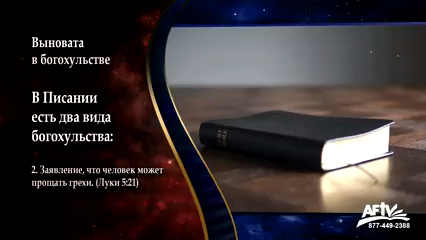 Выновата
в богохульстве
В Писании
есть два вида
богохульства:
2. Заявление, что человек может
прощать грехи. (Луки 5:21)
AFtv
877-449-2388